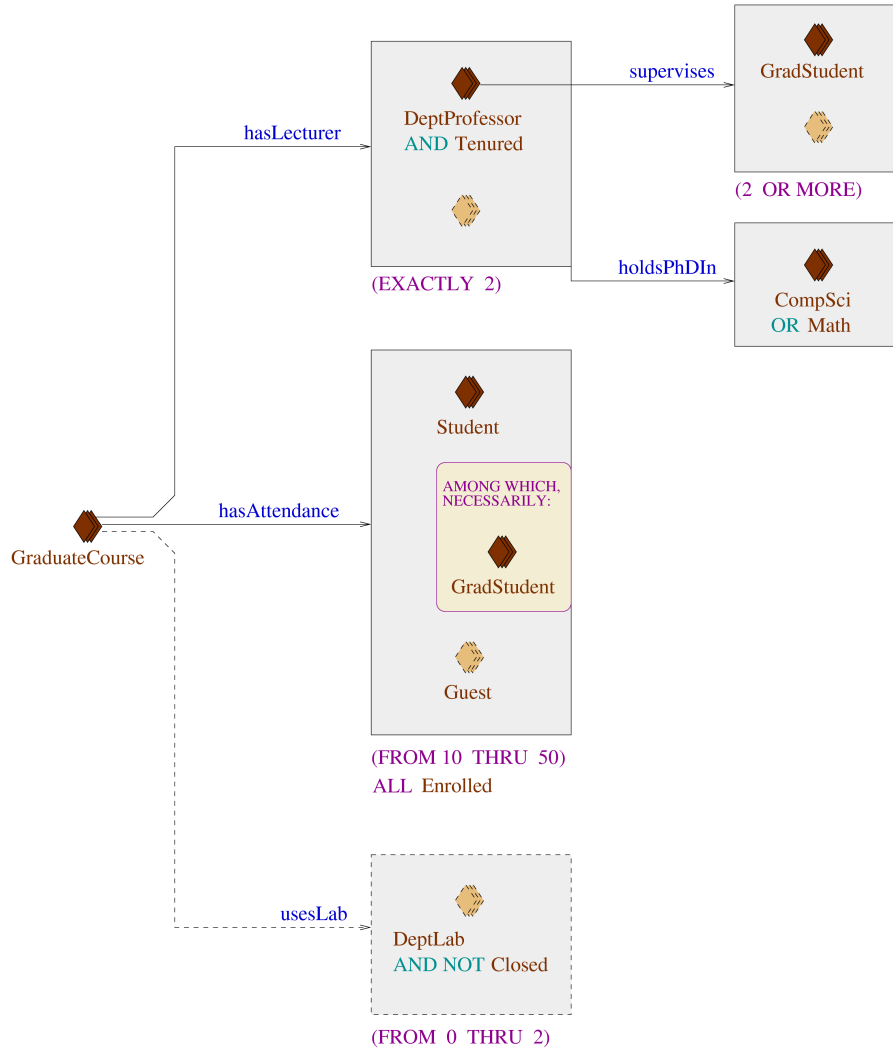 supervises
GradStudent
hasLecturer
DeptProfessor
AND Tenured
(2 OR MORE)
holdsPhDIn
(EXACTLY 2)
CompSci
OR Math
Student
AMONG WHICH,
NECESSARILY:
hasAttendance
GraduateCourse
GradStudent
Guest
(FROM 10 THRU 50)
ALL Enrolled
usesLab
DeptLab
AND NOT Closed
(FROM 0 THRU 2)